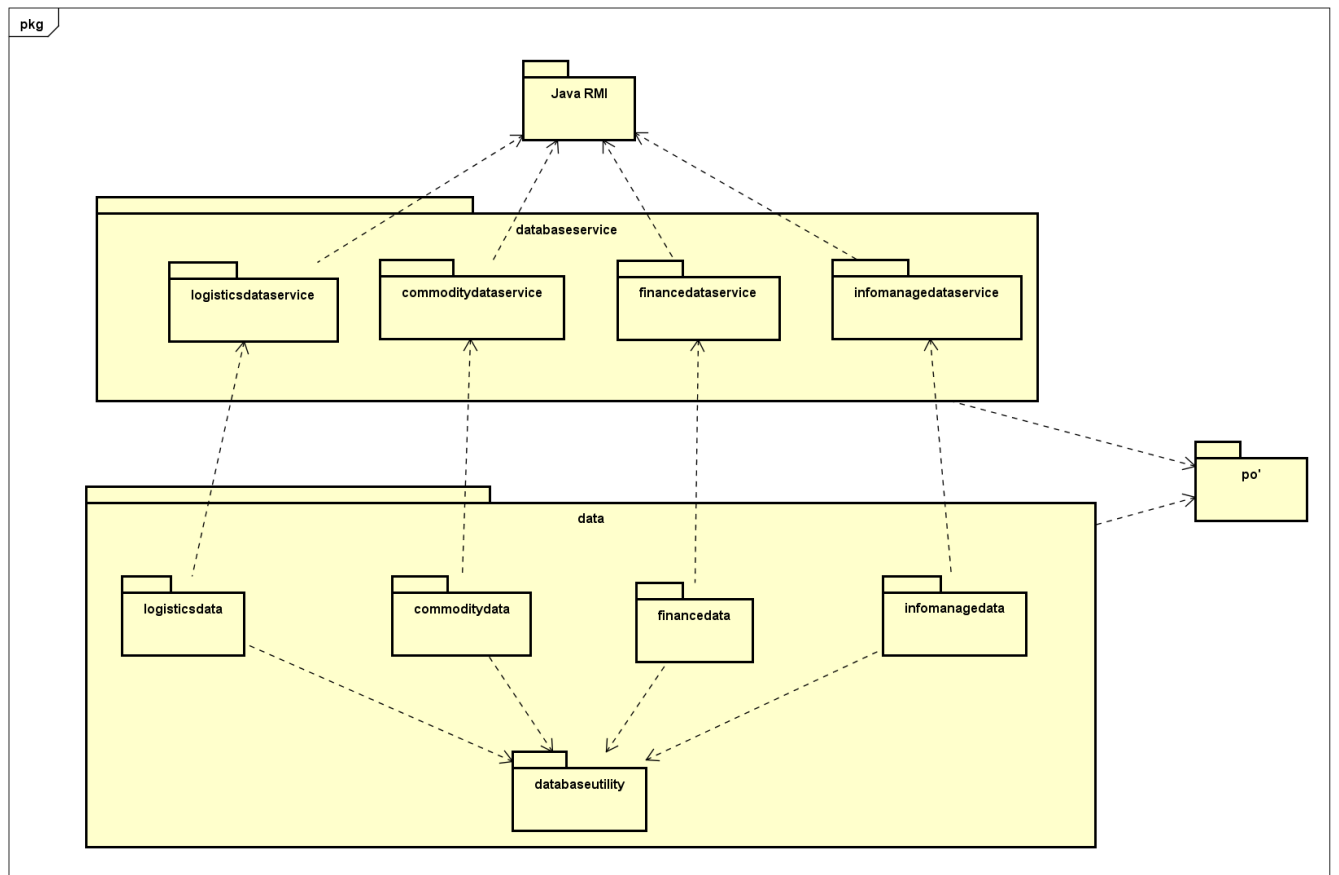 pkg
Java RMI
databaseservice
logisticsdataservice
commoditydataservice
financedataservice
infomanagedataservice
po'
data
logisticsdata
commoditydata
financedata
infomanagedata
databaseutility